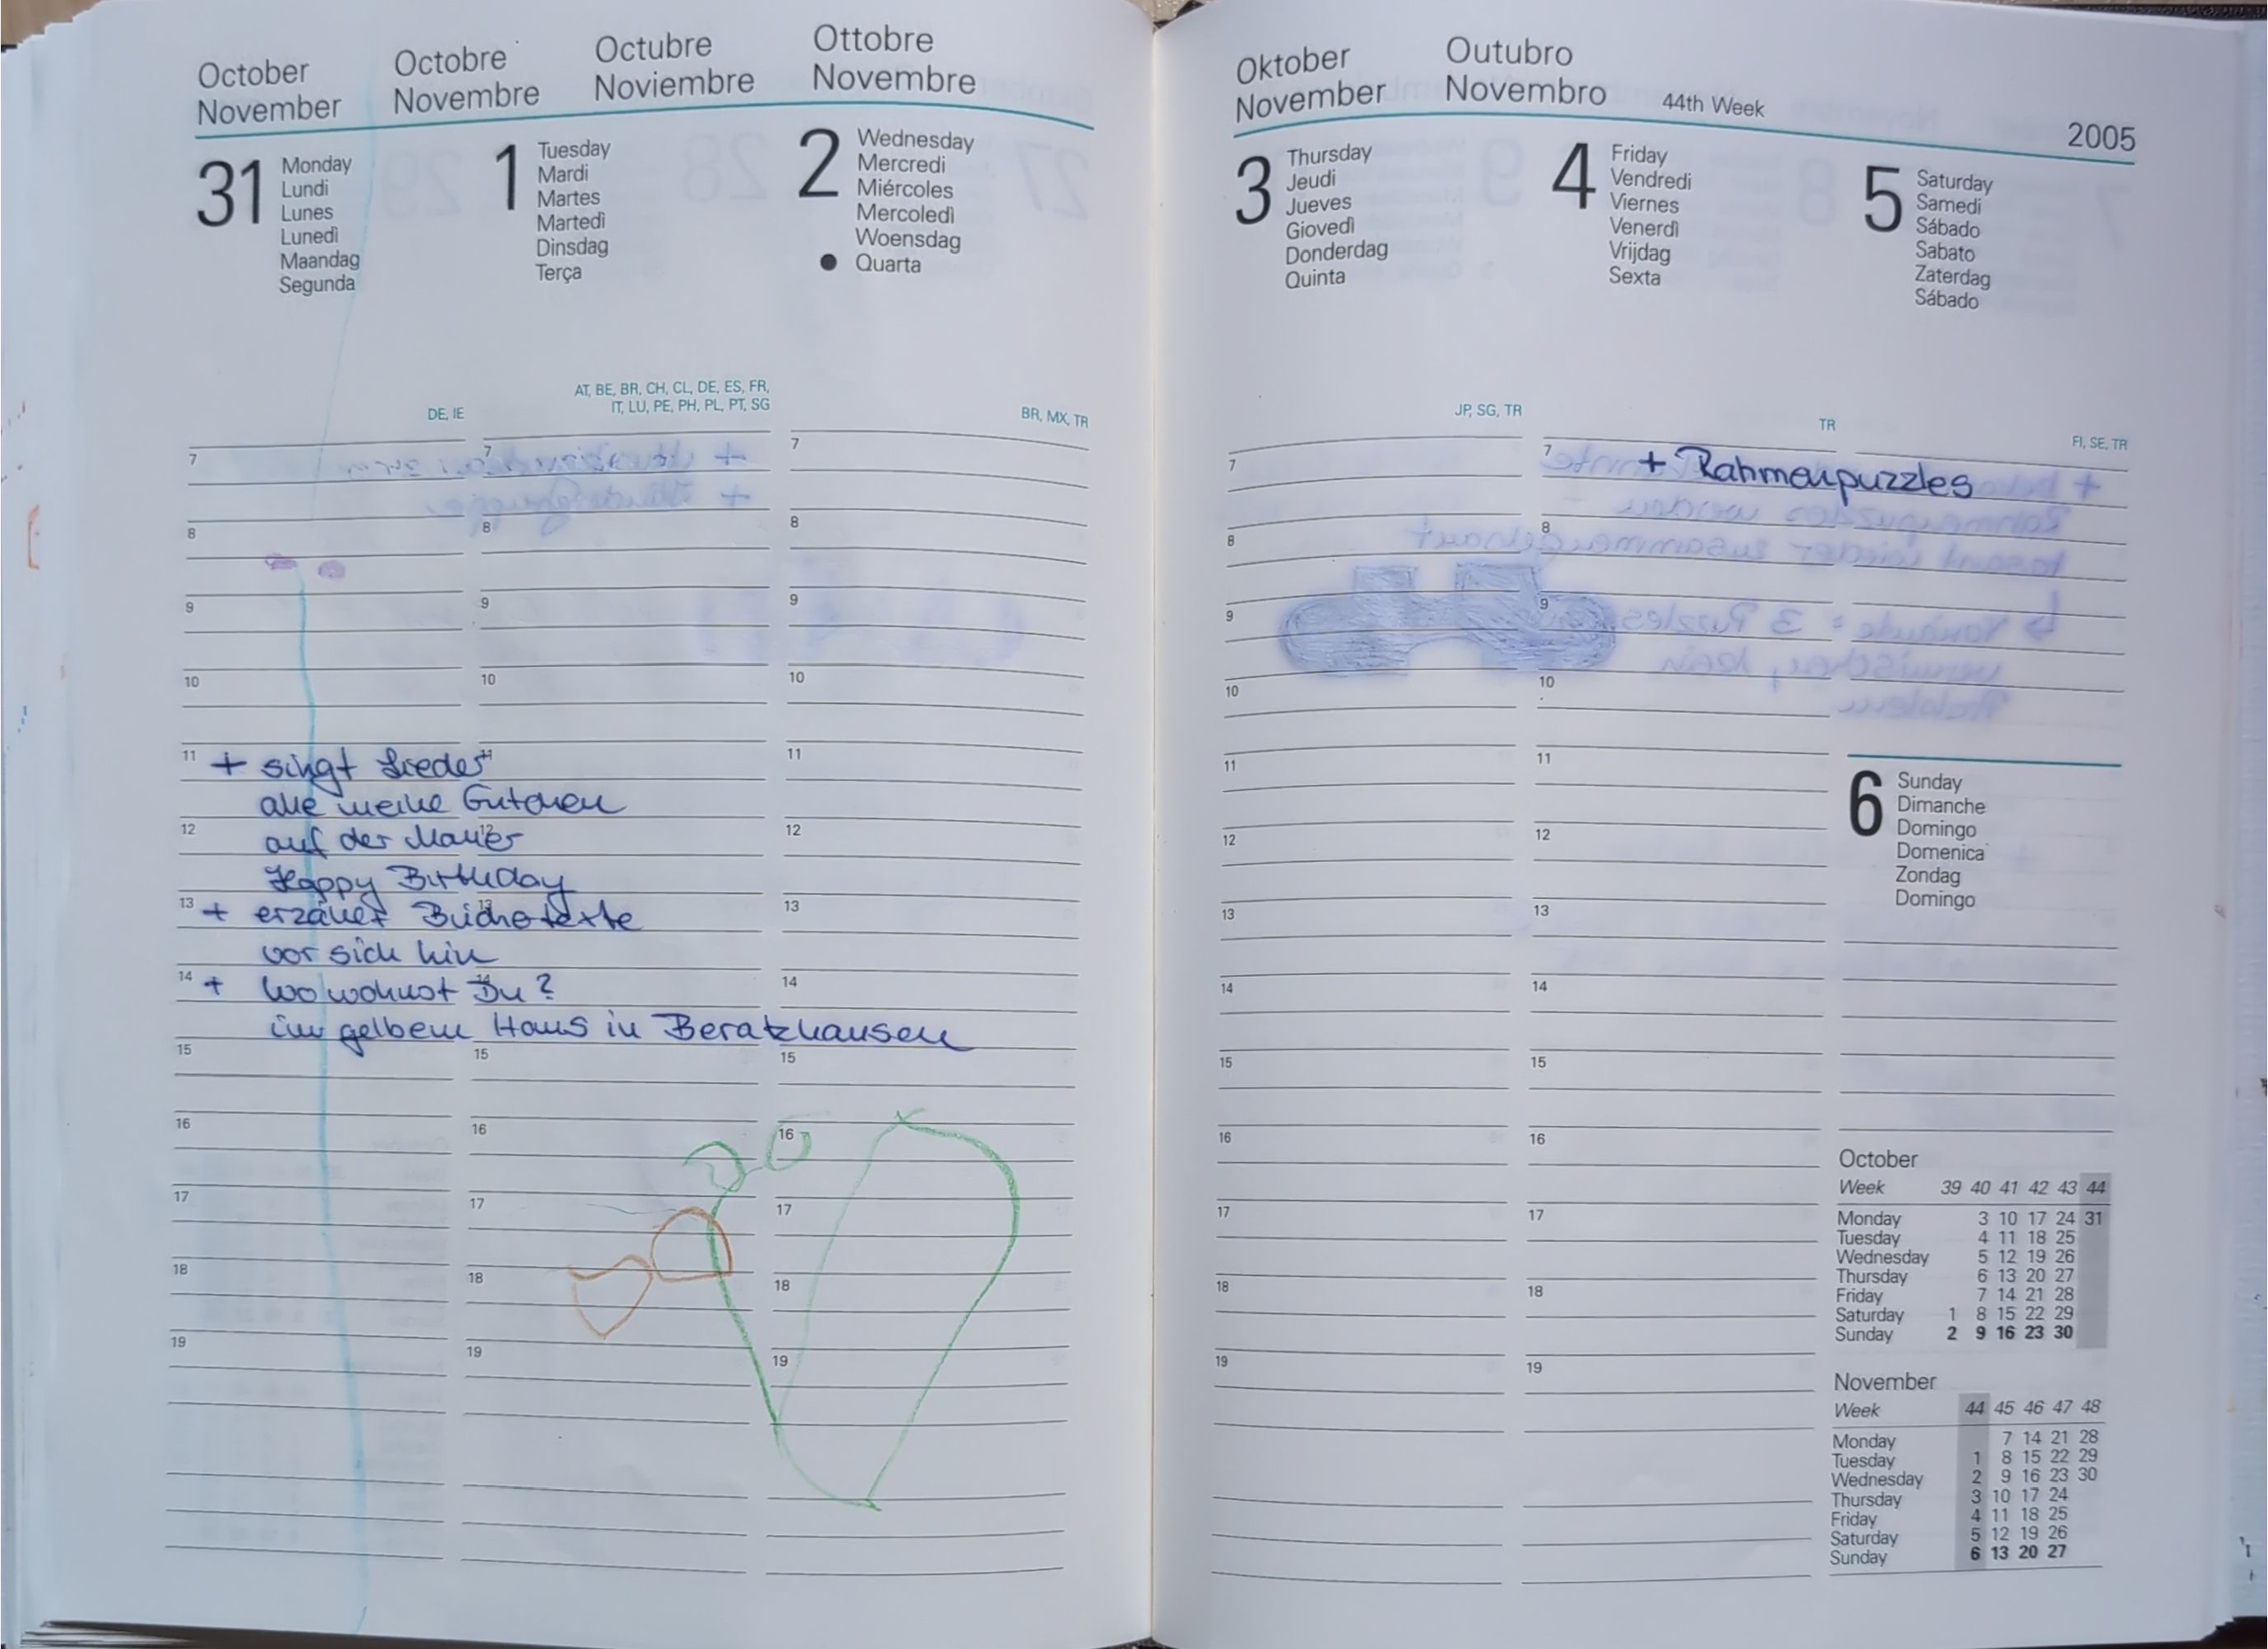 October Octobre Octubre Ottobre
November Novembre Noviembre Novembre
31 Monday
Lundi
Lunes
Lunedì
Maandag
Segunda
1 Tuesday
Mardi
Martes
Martedì
Dinsdag
Terça
2 Wednesday
Mercredi
Miércoles
Mercoledì
Woensdag
● Quarta
DE, IE
AT, BE, BR, CH, CL, DE, ES, FR,
IT, LU, PE, PH, PL, PT, SG
BR, MX, TR
7 7 7
8 8 8
9 9 9
10 10 10
11 11 11
+ singt Lieder
alle meine Entchen
12 12 12
auf der Mauer
Happy Birthday
13 13 13
+ erzählt Büchertexte
vor sich hin
14 14 14
+ Wo wohnst Du?
im gelbem Haus in Beratzhausen
15 15 15
16 16 16
17 17 17
18 18 18
19 19 19
Oktober Outubro
November Novembro 44th Week
2005
3 Thursday
Jeudi
Jueves
Giovedì
Donderdag
Quinta
4 Friday
Vendredi
Viernes
Venerdì
Vrijdag
Sexta
5 Saturday
Samedi
Sábado
Sabato
Zaterdag
Sábado
JP, SG, TR
TR
FI, SE, TR
7 7
+ Rahmenpuzzles
8 8
9 9
10 10
11 11
12 12
13 13
14 14
15 15
16 16
17 17
18 18
19 19
6 Sunday
Dimanche
Domingo
Domenica
Zondag
Domingo
October
Week 39 40 41 42 43 44
Monday 3 10 17 24 31
Tuesday 4 11 18 25
Wednesday 5 12 19 26
Thursday 6 13 20 27
Friday 7 14 21 28
Saturday 1 8 15 22 29
Sunday 2 9 16 23 30
November
Week 44 45 46 47 48
Monday 7 14 21 28
Tuesday 1 8 15 22 29
Wednesday 2 9 16 23 30
Thursday 3 10 17 24
Friday 4 11 18 25
Saturday 5 12 19 26
Sunday 6 13 20 27